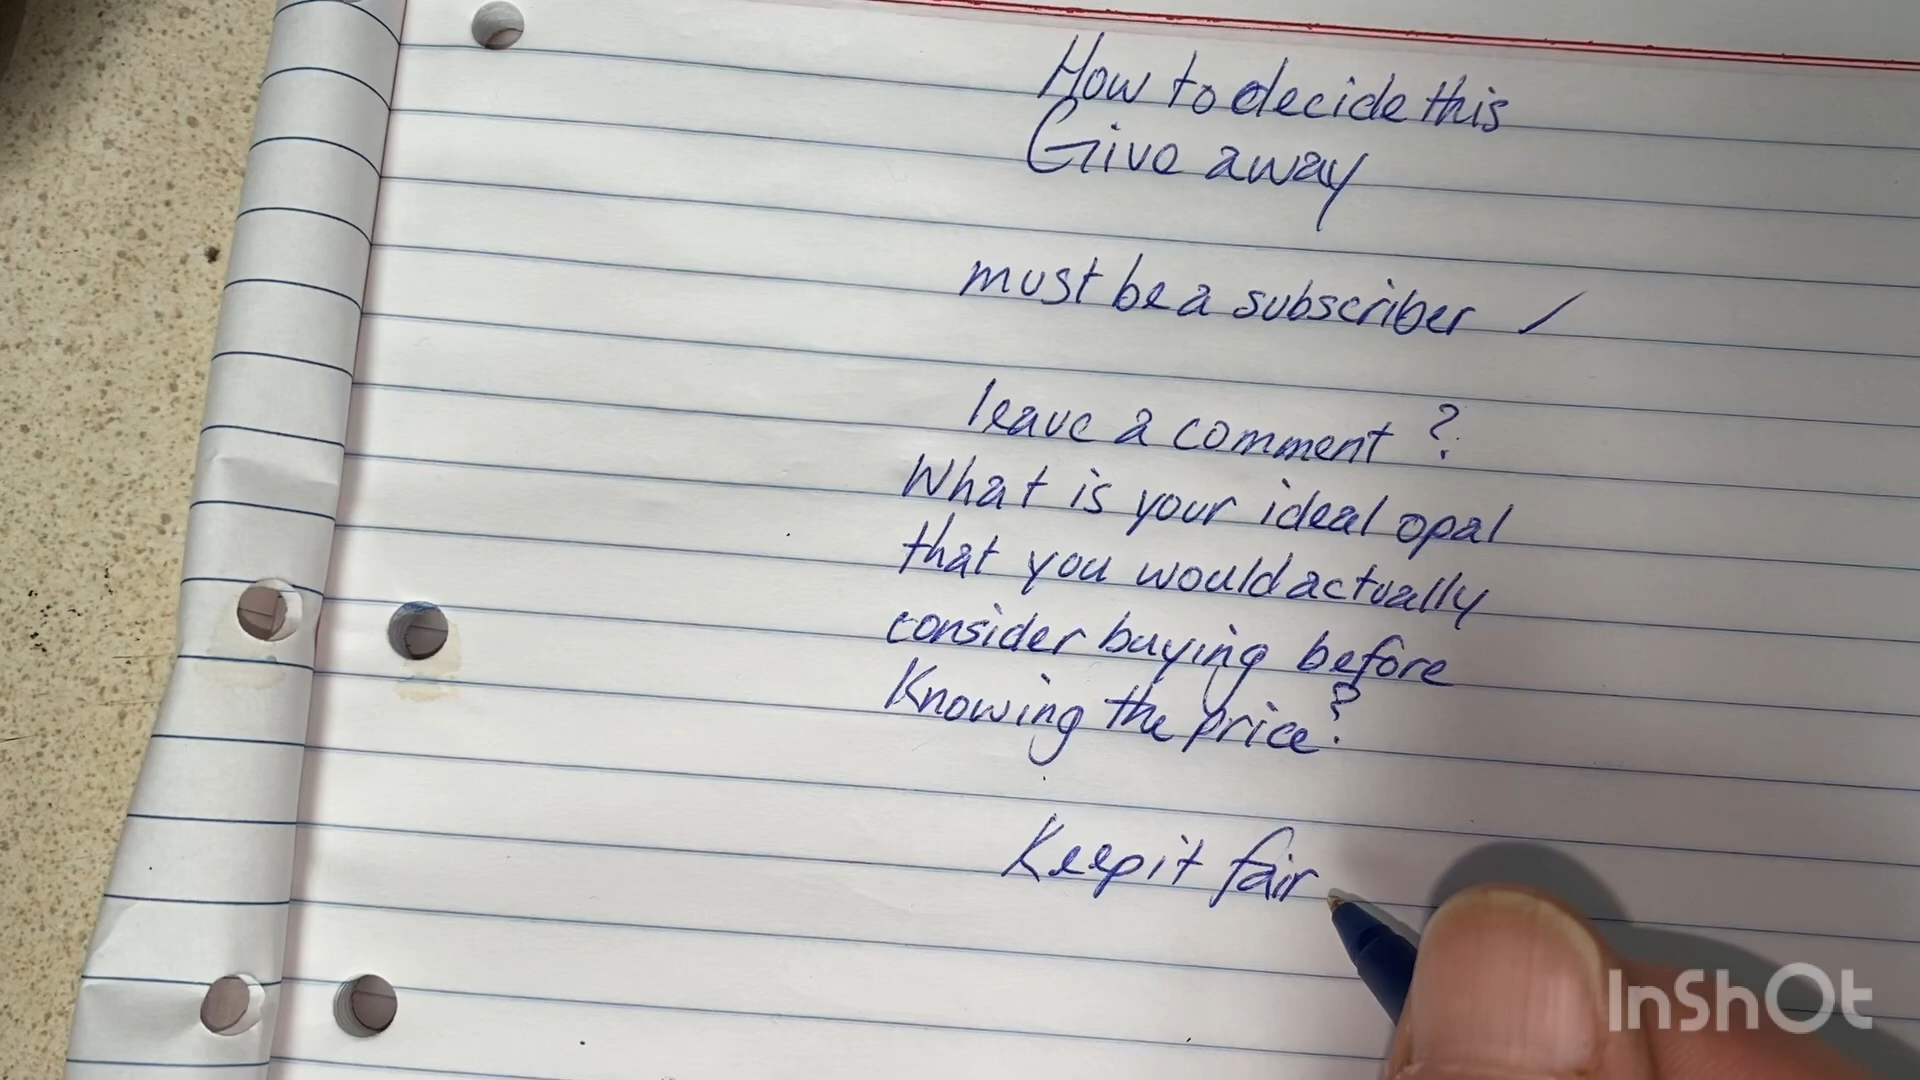 How to decide this
Give away
must be a subscriber /
leave a comment ?
What is your ideal opal
that you would actually
consider buying before
Knowing the price?
Keep it fair
InShOt